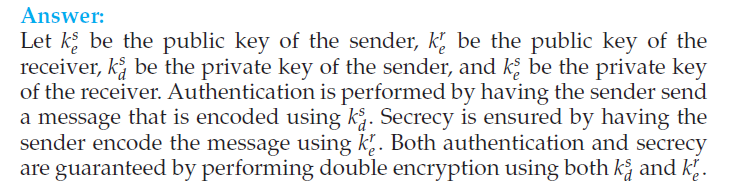 Answer:
Let kₑˢ be the public key of the sender, kₑʳ be the public key of the
receiver, k_dˢ be the private key of the sender, and kₑˢ be the private key
of the receiver. Authentication is performed by having the sender send
a message that is encoded using k_dˢ. Secrecy is ensured by having the
sender encode the message using kₑʳ. Both authentication and secrecy
are guaranteed by performing double encryption using both k_dˢ and kₑʳ.